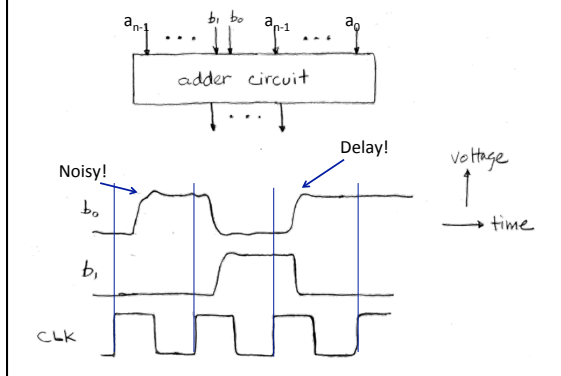 aₙ₋₁ ... b₁ b₀ aₙ₋₁ ... a₀
adder circuit
...
Delay!
voltage
Noisy!
b₀
time
b₁
CLK